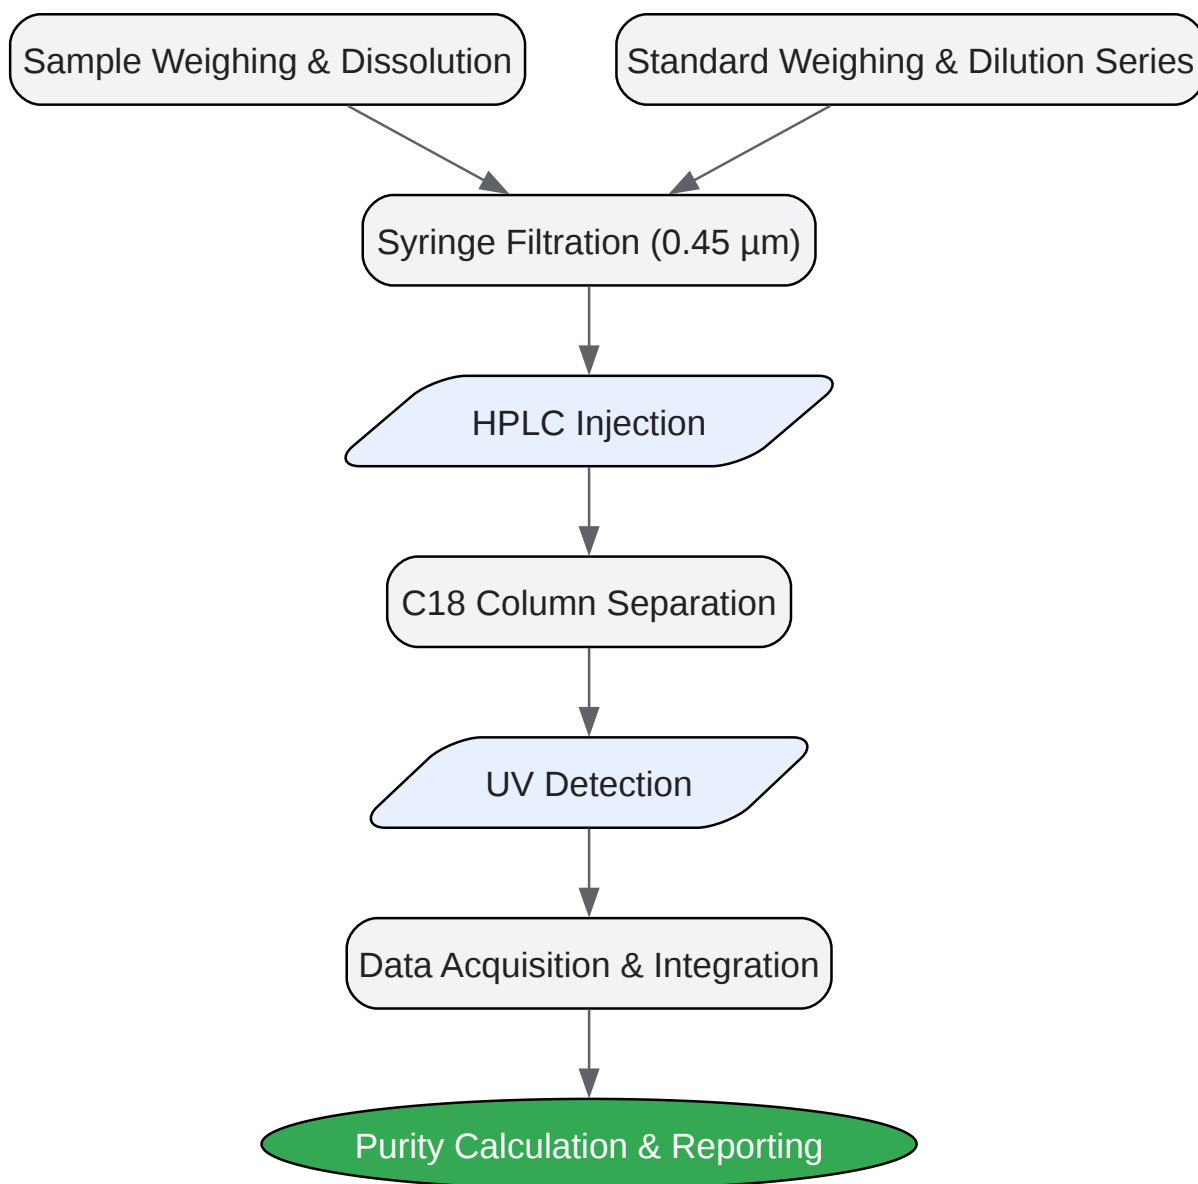 Sample Weighing & Dissolution
Standard Weighing & Dilution Series
Syringe Filtration (0.45 µm)
HPLC Injection
C18 Column Separation
UV Detection
Data Acquisition & Integration
Purity Calculation & Reporting